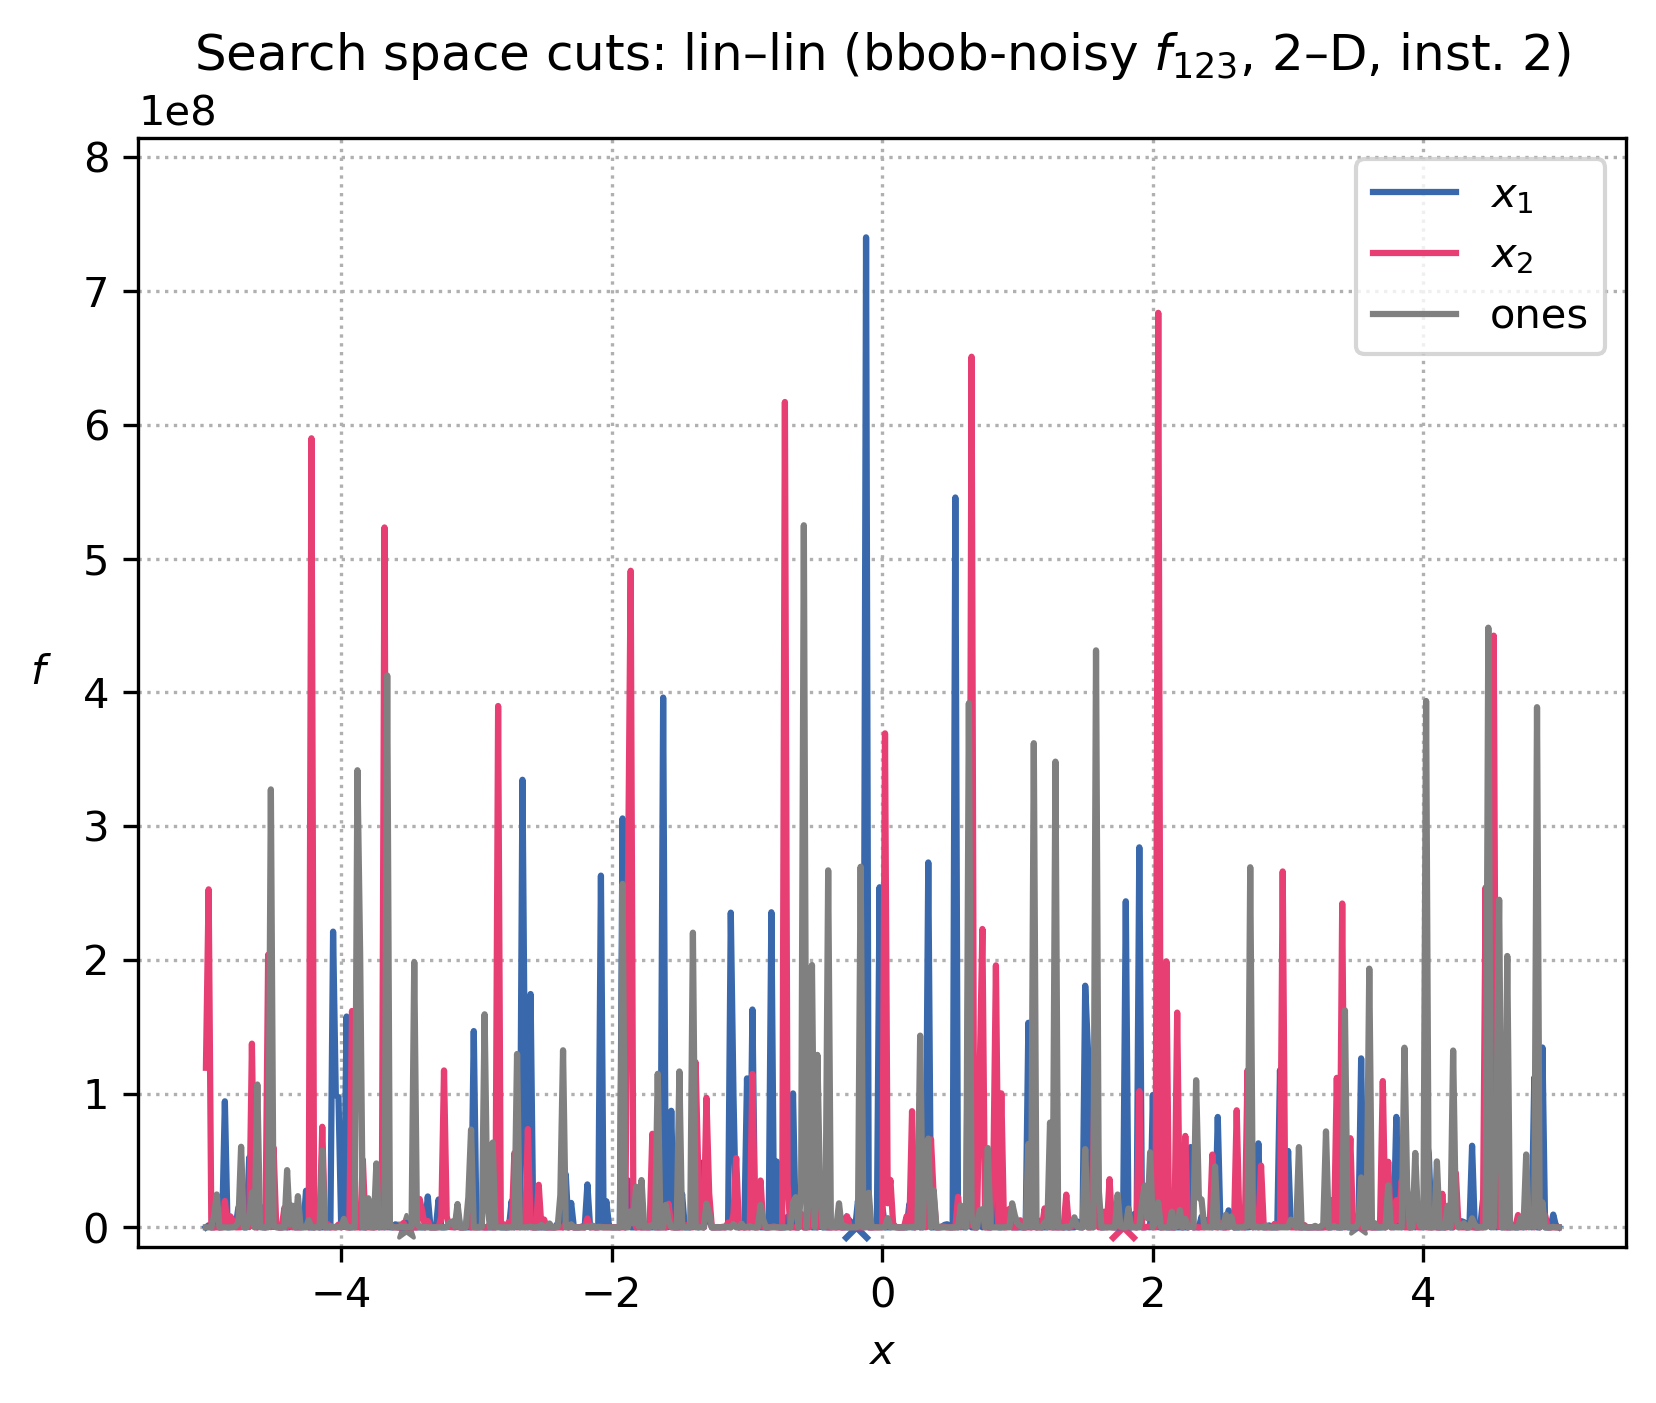 Search space cuts: lin–lin (bbob-noisy f₁₂₃, 2–D, inst. 2)
1e8
8
7
6
5
4
3
2
1
0
f
x₁
x₂
ones
−4 −2 0 2 4
x